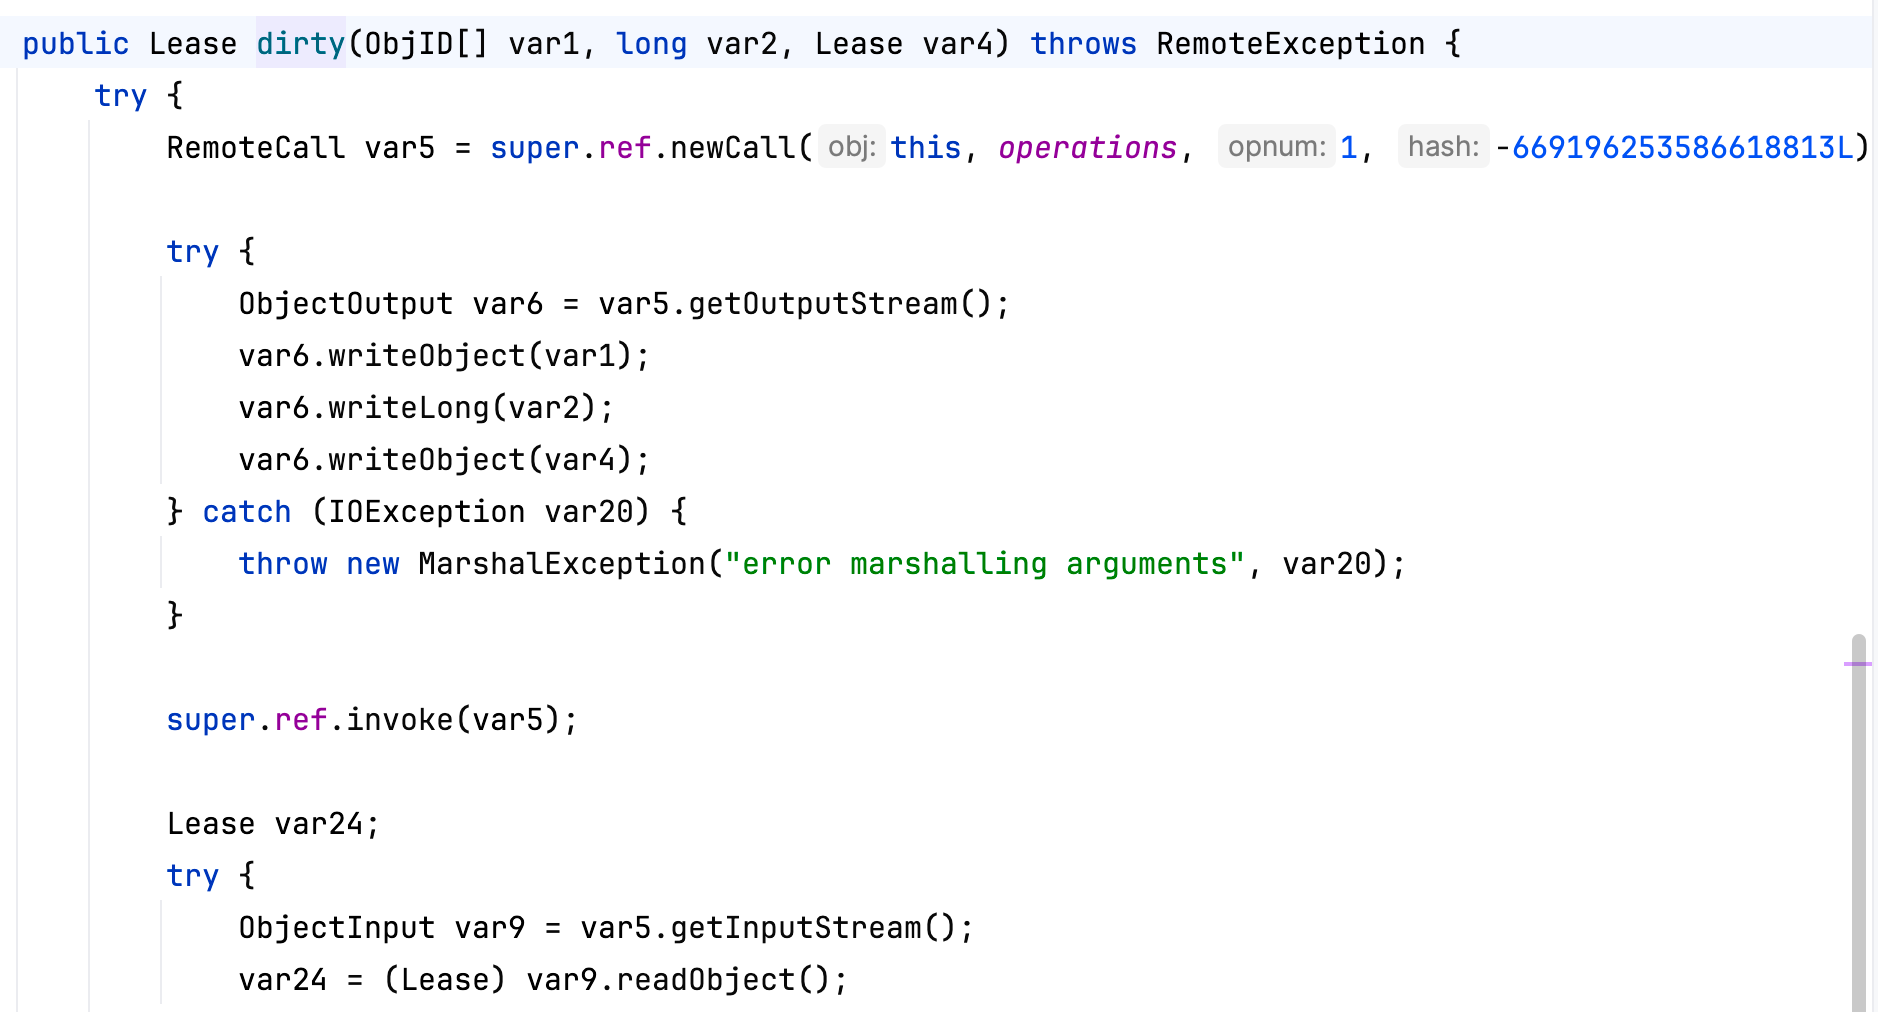 public Lease dirty(ObjID[] var1, long var2, Lease var4) throws RemoteException {
try {
RemoteCall var5 = super.ref.newCall( obj: this, operations, opnum: 1, hash: -669196253586618813L)
try {
ObjectOutput var6 = var5.getOutputStream();
var6.writeObject(var1);
var6.writeLong(var2);
var6.writeObject(var4);
} catch (IOException var20) {
throw new MarshalException("error marshalling arguments", var20);
}
super.ref.invoke(var5);
Lease var24;
try {
ObjectInput var9 = var5.getInputStream();
var24 = (Lease) var9.readObject();